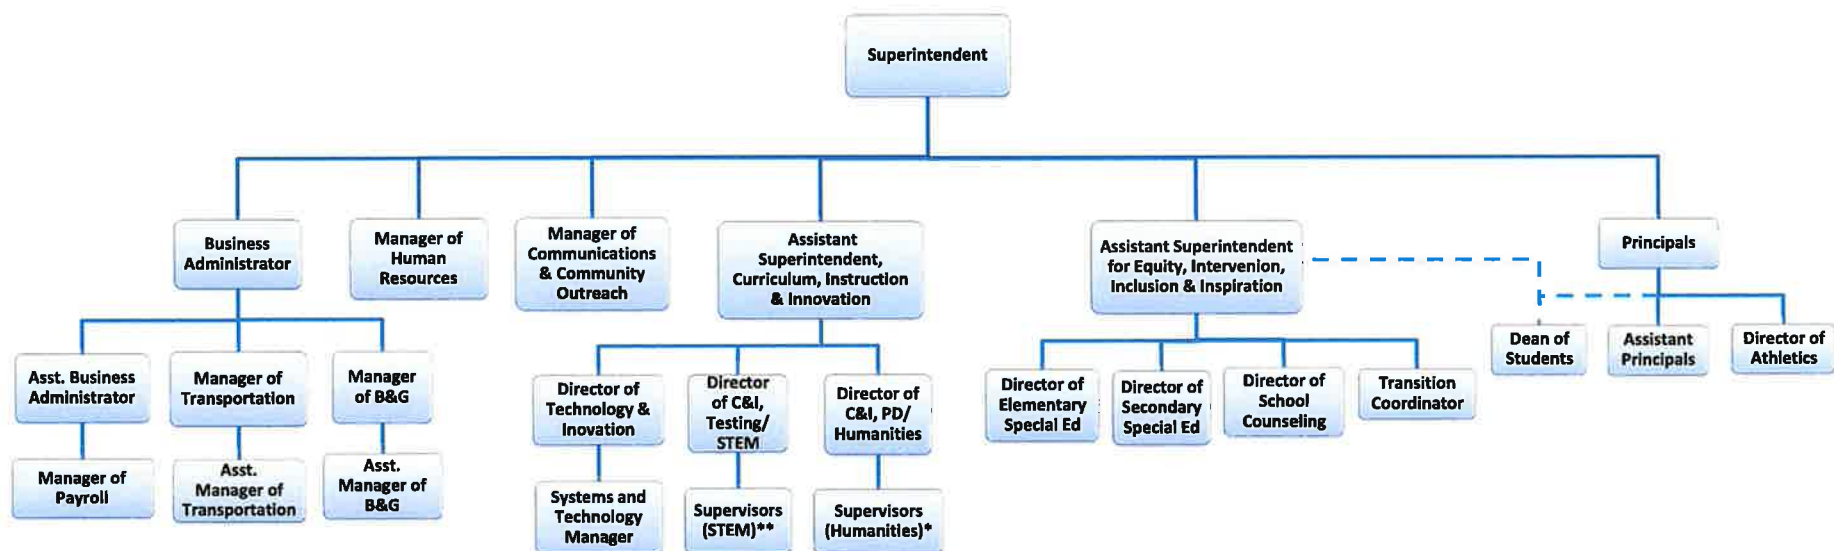 Superintendent
Business
Administrator
Manager of
Human
Resources
Manager of
Communications
& Community
Outreach
Assistant
Superintendent,
Curriculum, Instruction
& Innovation
Assistant Superintendent
for Equity, Intervenion,
Inclusion & Inspiration
Principals
Asst. Business
Administrator
Manager of
Transportation
Manager
of B&G
Director of
Technology &
Inovation
Director
of C&I,
Testing/
STEM
Director of
C&I, PD/
Humanities
Director of
Elementary
Special Ed
Director of
Secondary
Special Ed
Director of
School
Counseling
Transition
Coordinator
Dean of
Students
Assistant
Principals
Director of
Athletics
Manager of
Payroll
Asst.
Manager of
Transportation
Asst.
Manager of
B&G
Systems and
Technology
Manager
Supervisors
(STEM)**
Supervisors
(Humanities)*